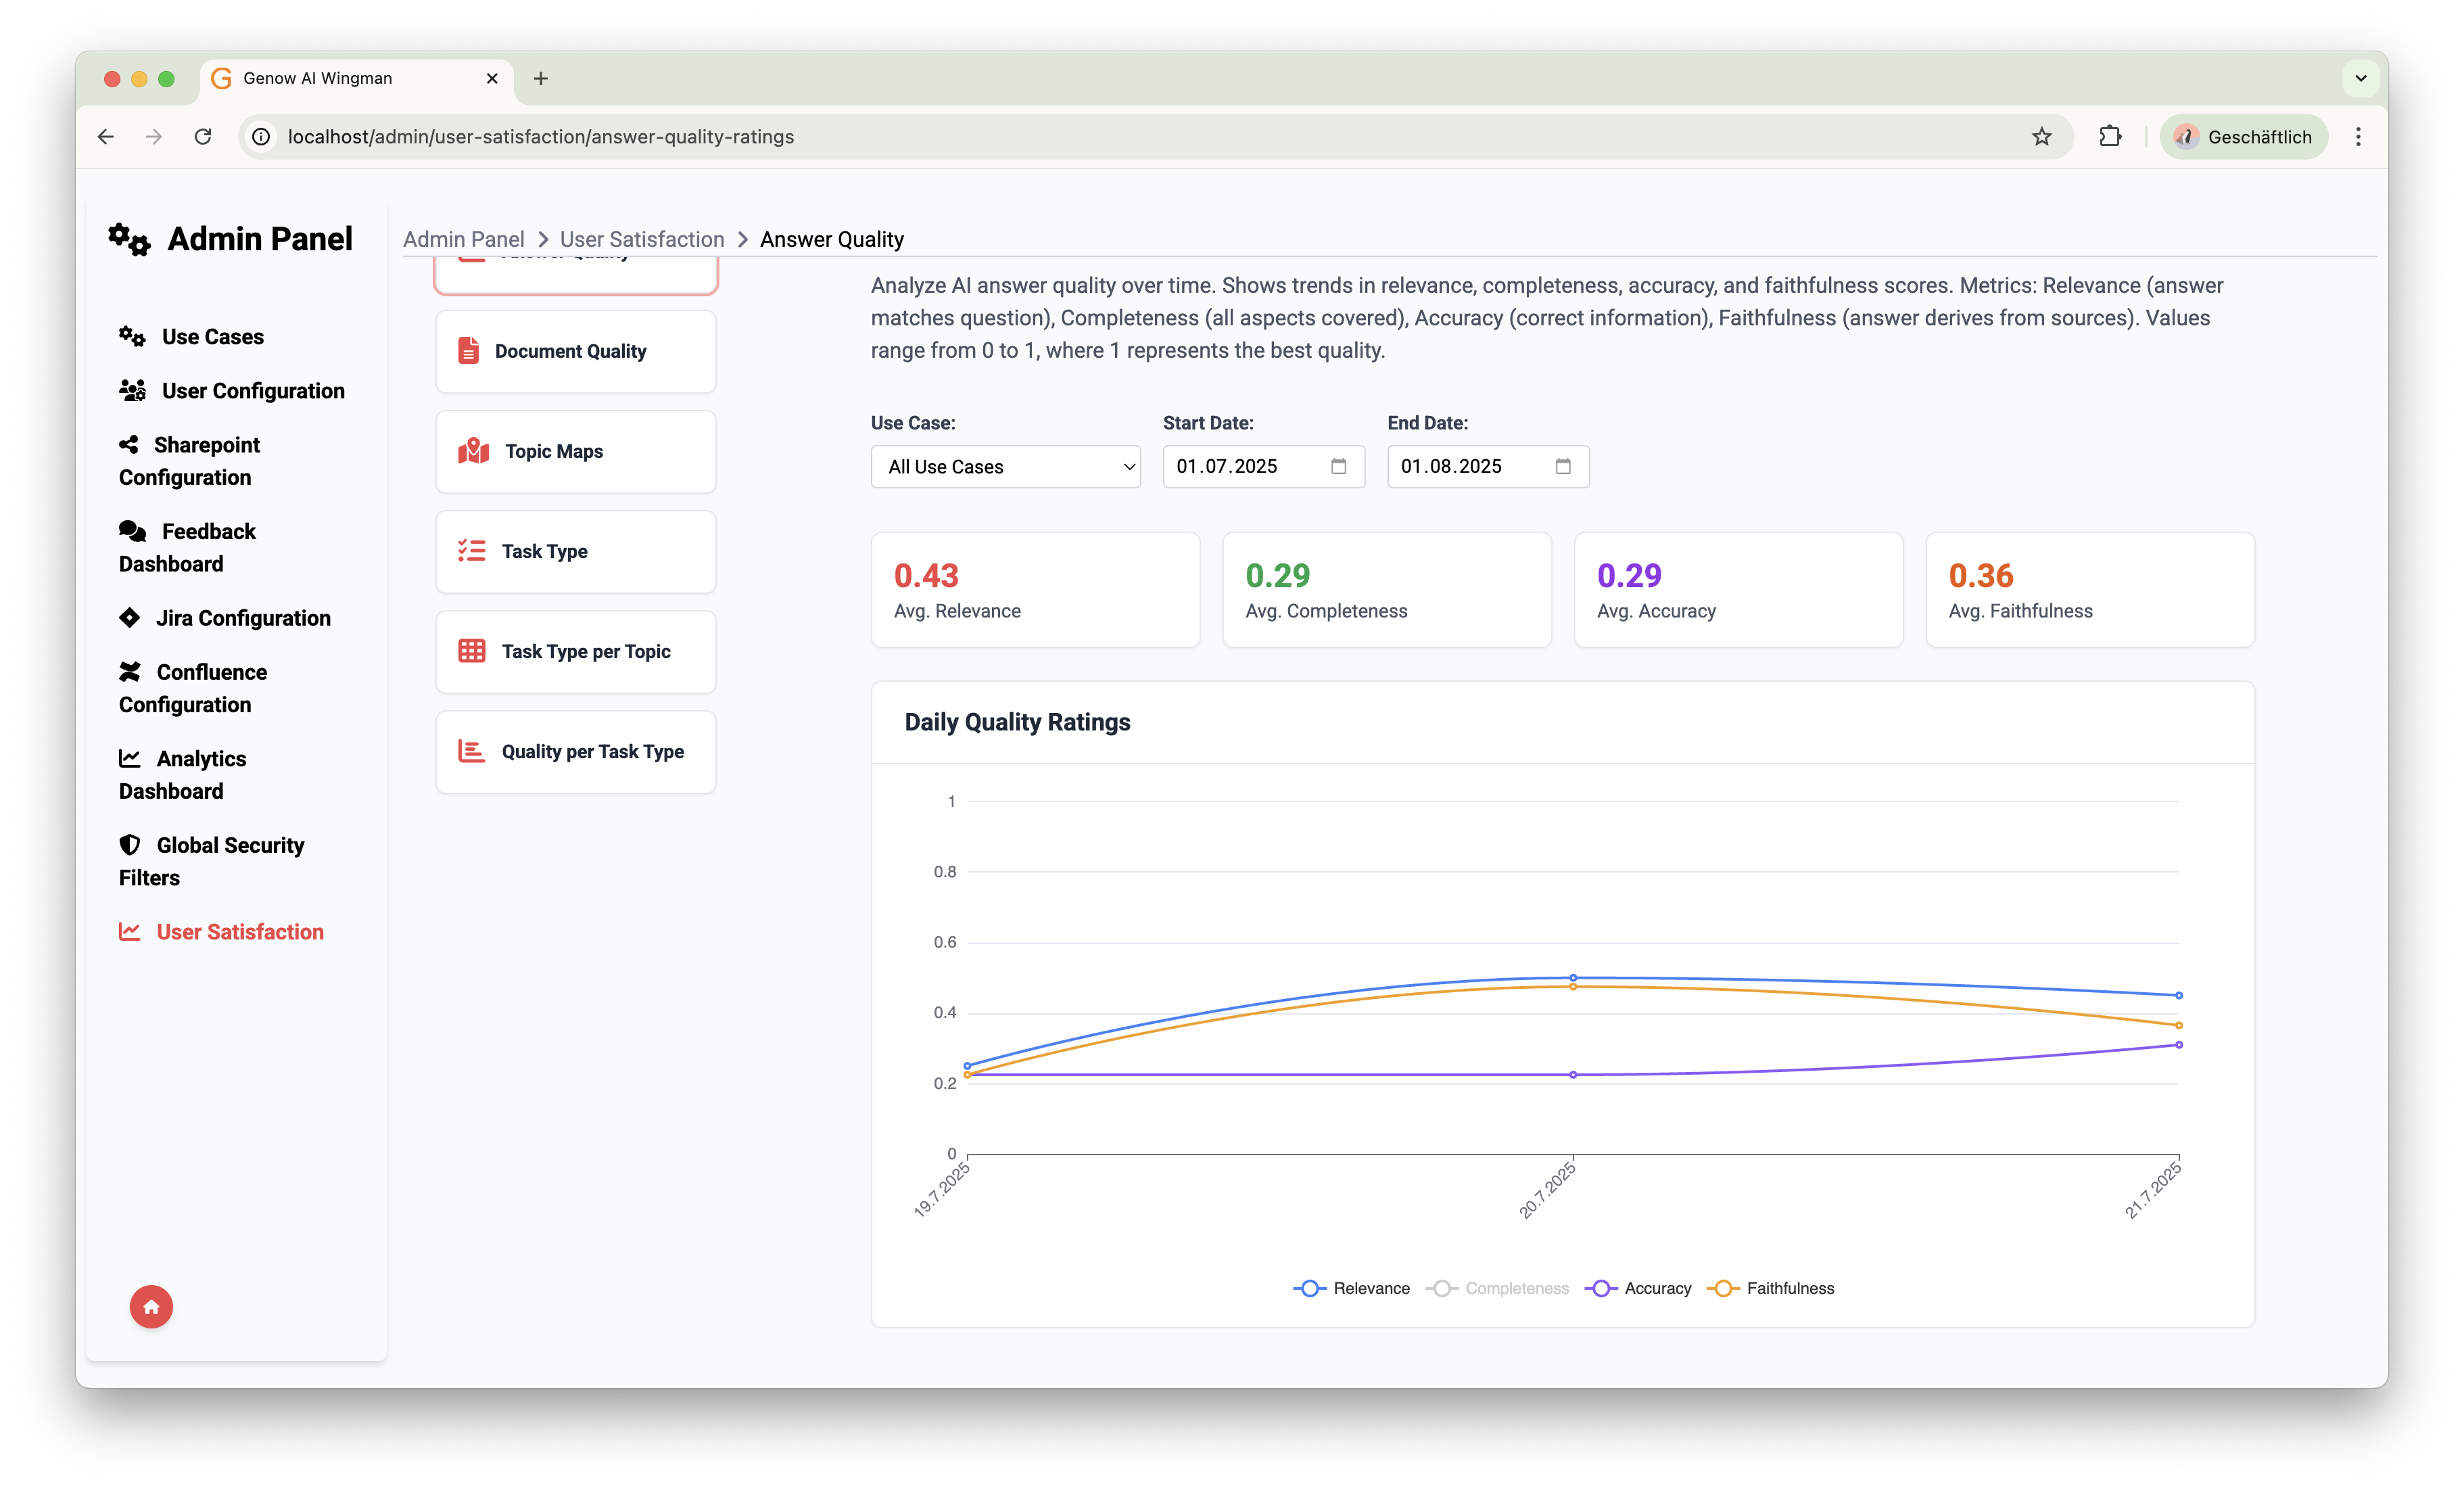 Genow AI Wingman
localhost/admin/user-satisfaction/answer-quality-ratings
Geschäftlich
Admin Panel
Use Cases
User Configuration
Sharepoint
Configuration
Feedback
Dashboard
Jira Configuration
Confluence
Configuration
Analytics
Dashboard
Global Security
Filters
User Satisfaction
Admin Panel > User Satisfaction > Answer Quality
Answer Quality
Document Quality
Topic Maps
Task Type
Task Type per Topic
Quality per Task Type
Analyze AI answer quality over time. Shows trends in relevance, completeness, accuracy, and faithfulness scores. Metrics: Relevance (answer
matches question), Completeness (all aspects covered), Accuracy (correct information), Faithfulness (answer derives from sources). Values
range from 0 to 1, where 1 represents the best quality.
Use Case: Start Date: End Date:
All Use Cases 01.07.2025 01.08.2025
0.43 0.29 0.29 0.36
Avg. Relevance Avg. Completeness Avg. Accuracy Avg. Faithfulness
Daily Quality Ratings
1
0.8
0.6
0.4
0.2
0
19.7.2025 20.7.2025 21.7.2025
Relevance Completeness Accuracy Faithfulness